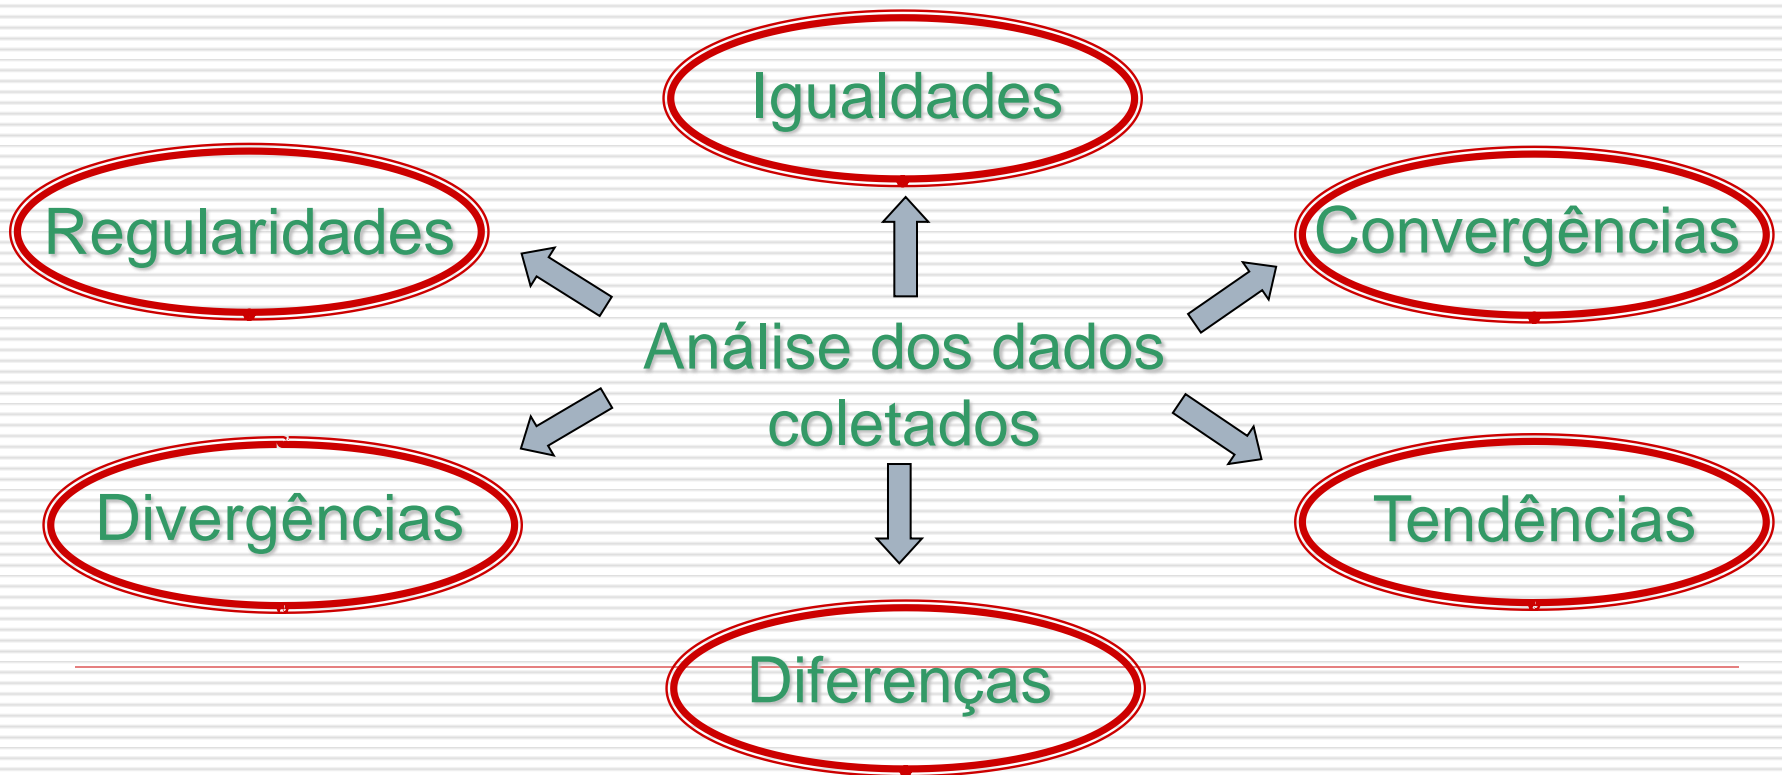 Igualdades
Regularidades
Convergências
Análise dos dados
coletados
Divergências
Tendências
Diferenças